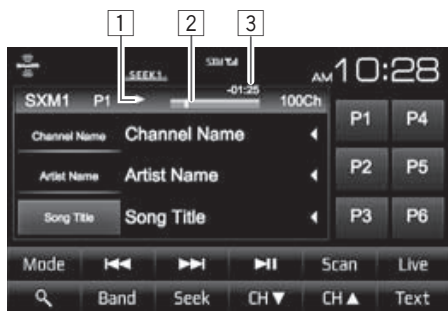 1 2 3
SEEK1 SXM AM 10:28
SXM1 P1 -01:25 100Ch
Channel Name Channel Name P1 P4
Artist Name Artist Name P2 P5
Song Title Song Title P3 P6
Mode Scan Live
Band Seek CH▼ CH▲ Text